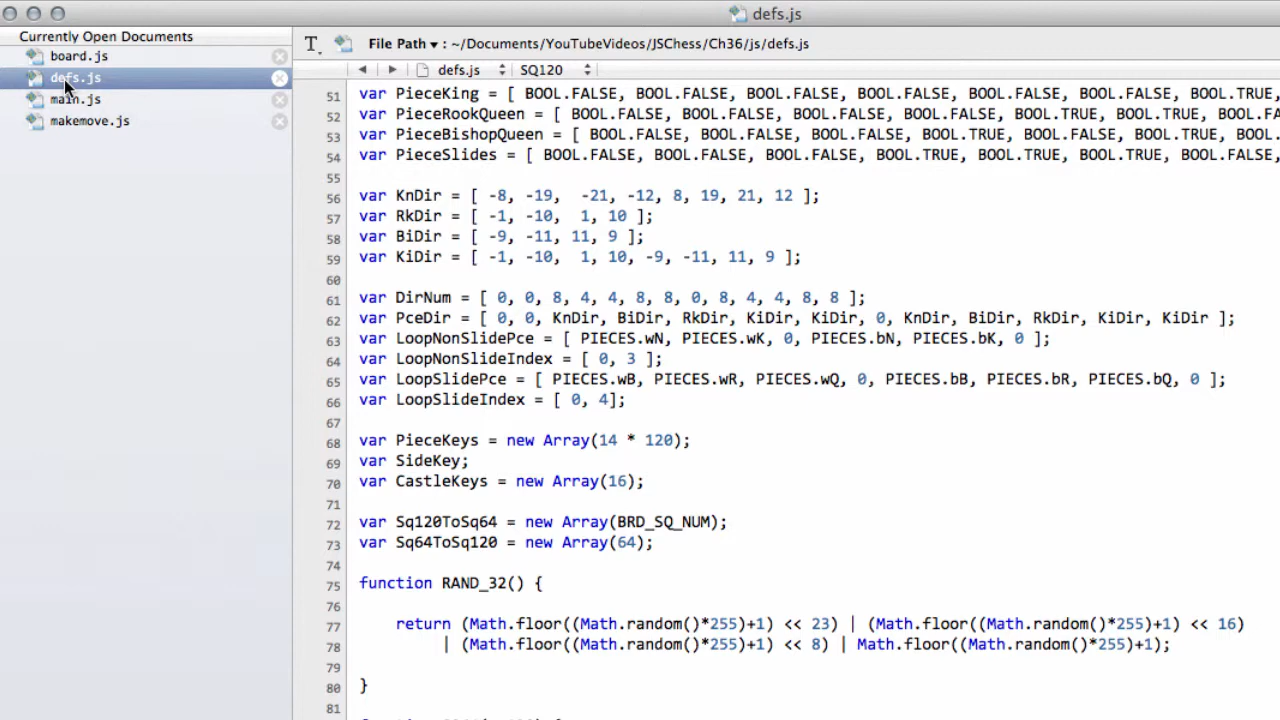 defs.js
Currently Open Documents
board.js
defs.js
main.js
makemove.js
T File Path ▾ : ~/Documents/YouTubeVideos/JSChess/Ch36/js/defs.js
defs.js SQ120
51 var PieceKing = [ BOOL.FALSE, BOOL.FALSE, BOOL.FALSE, BOOL.FALSE, BOOL.FALSE, BOOL.FALSE, BOOL.TRUE,
52 var PieceRookQueen = [ BOOL.FALSE, BOOL.FALSE, BOOL.FALSE, BOOL.FALSE, BOOL.TRUE, BOOL.TRUE, BOOL.FA
53 var PieceBishopQueen = [ BOOL.FALSE, BOOL.FALSE, BOOL.FALSE, BOOL.TRUE, BOOL.FALSE, BOOL.TRUE, BOOL.
54 var PieceSlides = [ BOOL.FALSE, BOOL.FALSE, BOOL.FALSE, BOOL.TRUE, BOOL.TRUE, BOOL.TRUE, BOOL.FALSE,
55
56 var KnDir = [ -8, -19, -21, -12, 8, 19, 21, 12 ];
57 var RkDir = [ -1, -10, 1, 10 ];
58 var BiDir = [ -9, -11, 11, 9 ];
59 var KiDir = [ -1, -10, 1, 10, -9, -11, 11, 9 ];
60
61 var DirNum = [ 0, 0, 8, 4, 4, 8, 8, 0, 8, 4, 4, 8, 8 ];
62 var PceDir = [ 0, 0, KnDir, BiDir, RkDir, KiDir, KiDir, 0, KnDir, BiDir, RkDir, KiDir, KiDir ];
63 var LoopNonSlidePce = [ PIECES.wN, PIECES.wK, 0, PIECES.bN, PIECES.bK, 0 ];
64 var LoopNonSlideIndex = [ 0, 3 ];
65 var LoopSlidePce = [ PIECES.wB, PIECES.wR, PIECES.wQ, 0, PIECES.bB, PIECES.bR, PIECES.bQ, 0 ];
66 var LoopSlideIndex = [ 0, 4];
67
68 var PieceKeys = new Array(14 * 120);
69 var SideKey;
70 var CastleKeys = new Array(16);
71
72 var Sq120ToSq64 = new Array(BRD_SQ_NUM);
73 var Sq64ToSq120 = new Array(64);
74
75 function RAND_32() {
76
77 return (Math.floor((Math.random()*255)+1) << 23) | (Math.floor((Math.random()*255)+1) << 16)
78 | (Math.floor((Math.random()*255)+1) << 8) | Math.floor((Math.random()*255)+1);
79
80 }
81